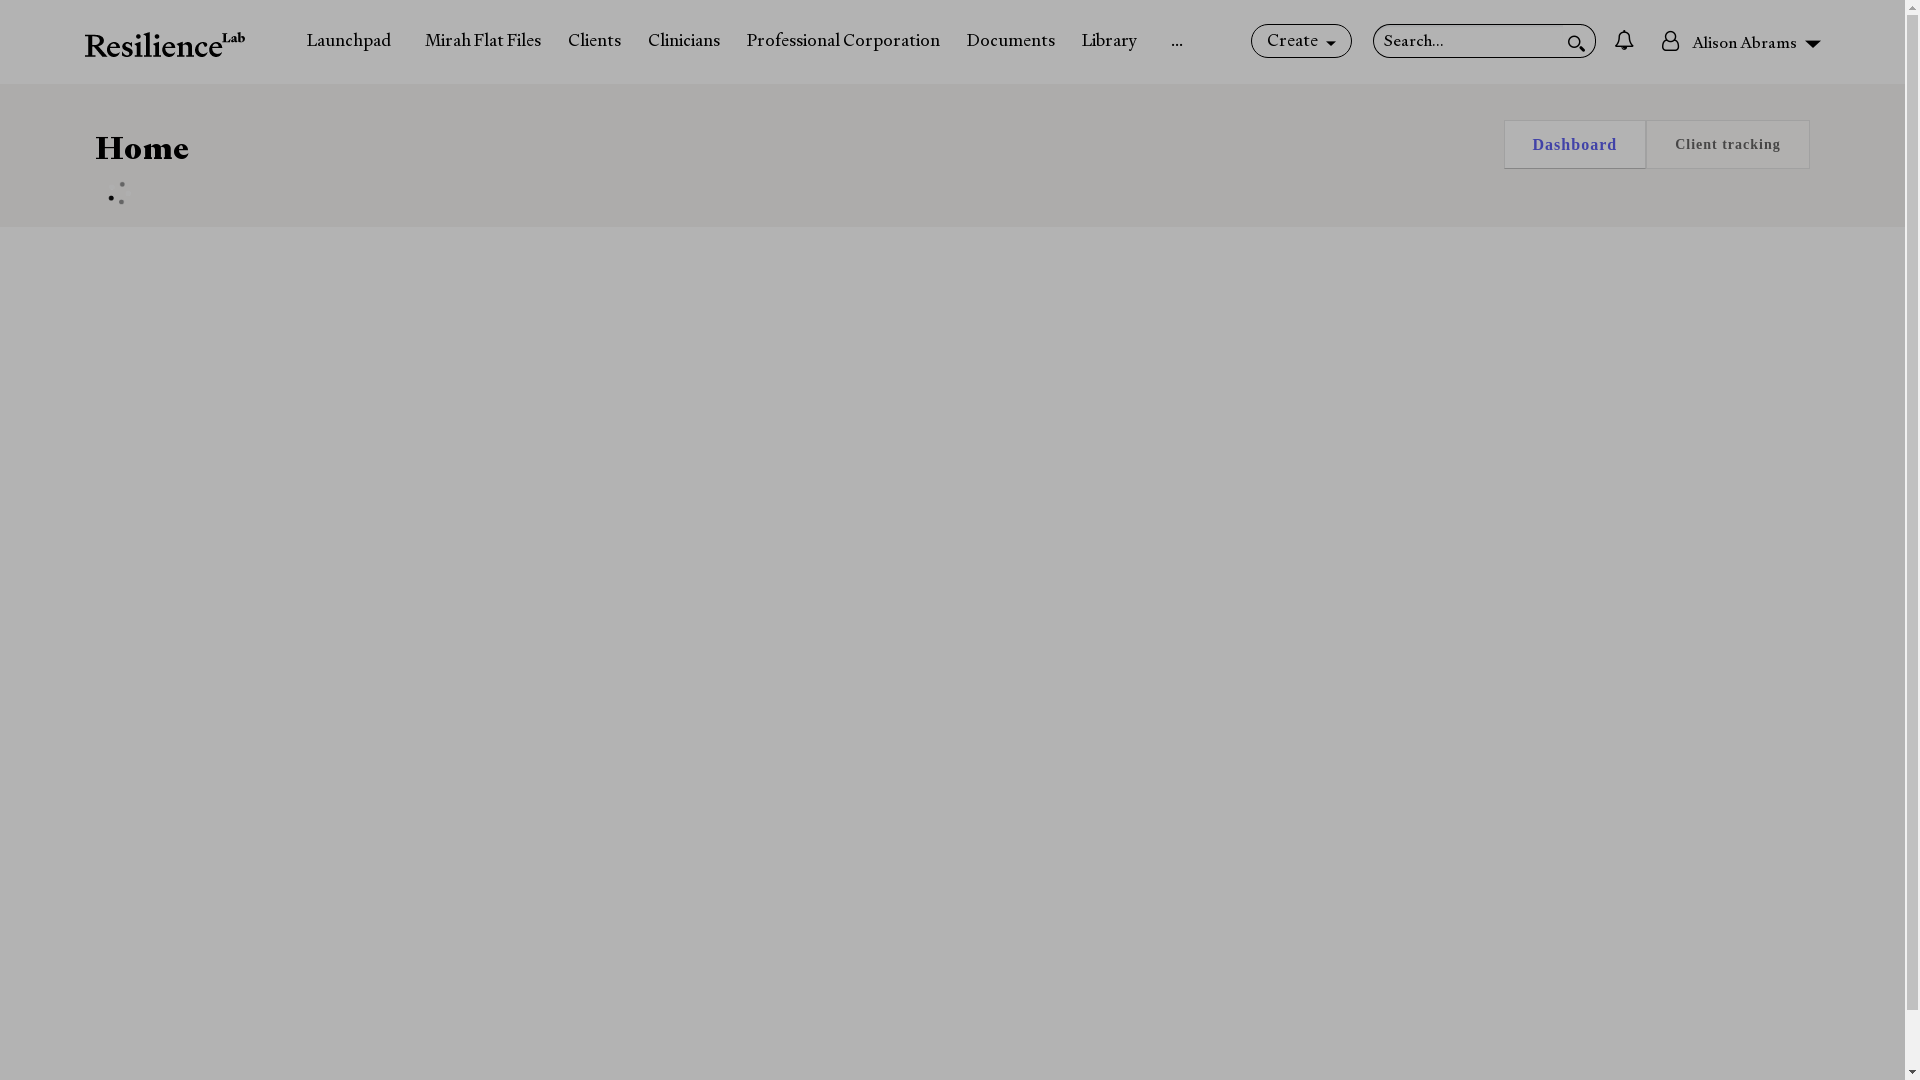 ResilienceLab
Launchpad Mirah Flat Files Clients Clinicians Professional Corporation Documents Library ... Create Search... Alison Abrams
Home
Dashboard Client tracking